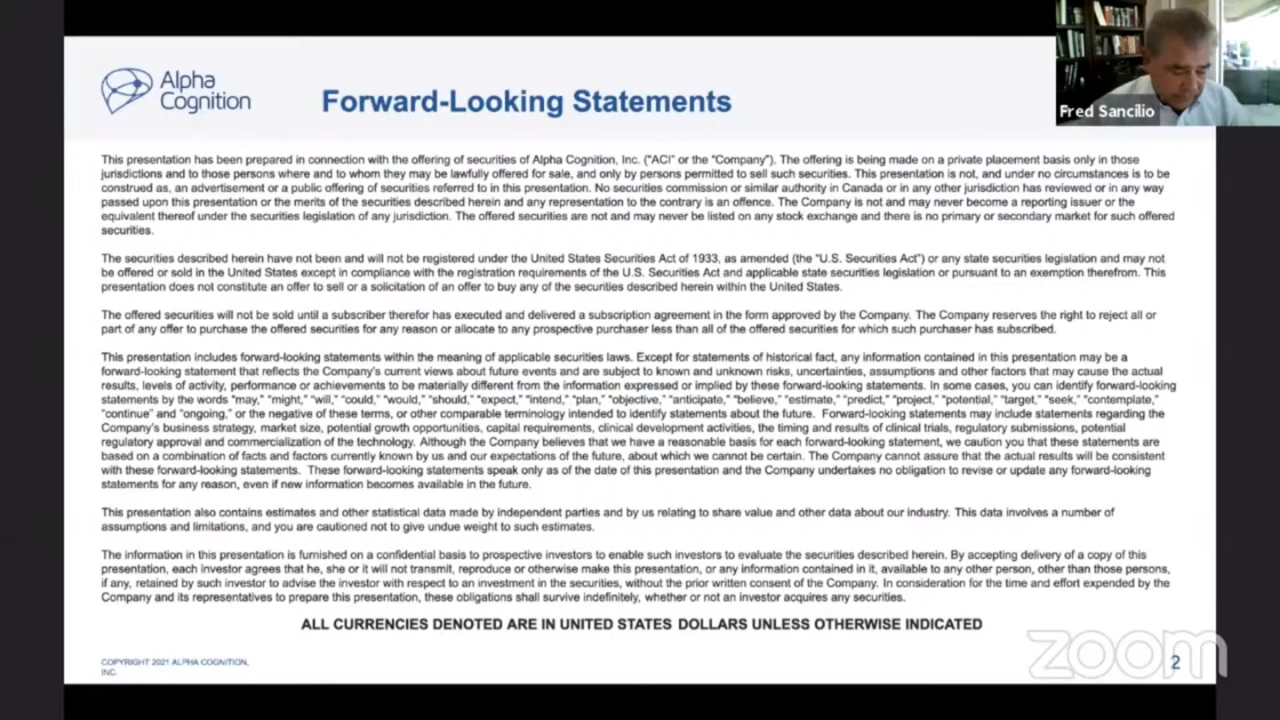 Alpha
Cognition
Forward-Looking Statements
Fred Sancilio
This presentation has been prepared in connection with the offering of securities of Alpha Cognition, Inc. ("ACI" or the "Company"). The offering is being made on a private placement basis only in those
jurisdictions and to those persons where and to whom they may be lawfully offered for sale, and only by persons permitted to sell such securities. This presentation is not, and under no circumstances is to be
construed as, an advertisement or a public offering of securities referred to in this presentation. No securities commission or similar authority in Canada or in any other jurisdiction has reviewed or in any way
passed upon this presentation or the merits of the securities described herein and any representation to the contrary is an offence. The Company is not and may never become a reporting issuer or the
equivalent thereof under the securities legislation of any jurisdiction. The offered securities are not and may never be listed on any stock exchange and there is no primary or secondary market for such offered
securities.
The securities described herein have not been and will not be registered under the United States Securities Act of 1933, as amended (the "U.S. Securities Act") or any state securities legislation and may not
be offered or sold in the United States except in compliance with the registration requirements of the U.S. Securities Act and applicable state securities legislation or pursuant to an exemption therefrom. This
presentation does not constitute an offer to sell or a solicitation of an offer to buy any of the securities described herein within the United States.
The offered securities will not be sold until a subscriber therefor has executed and delivered a subscription agreement in the form approved by the Company. The Company reserves the right to reject all or
part of any offer to purchase the offered securities for any reason or allocate to any prospective purchaser less than all of the offered securities for which such purchaser has subscribed.
This presentation includes forward-looking statements within the meaning of applicable securities laws. Except for statements of historical fact, any information contained in this presentation may be a
forward-looking statement that reflects the Company's current views about future events and are subject to known and unknown risks, uncertainties, assumptions and other factors that may cause the actual
results, levels of activity, performance or achievements to be materially different from the information expressed or implied by these forward-looking statements. In some cases, you can identify forward-looking
statements by the words "may," "might," "will," "could," "would," "should," "expect," "intend," "plan," "objective," "anticipate," "believe," "estimate," "predict," "project," "potential," "target," "seek," "contemplate,"
"continue" and "ongoing," or the negative of these terms, or other comparable terminology intended to identify statements about the future. Forward-looking statements may include statements regarding the
Company's business strategy, market size, potential growth opportunities, capital requirements, clinical development activities, the timing and results of clinical trials, regulatory submissions, potential
regulatory approval and commercialization of the technology. Although the Company believes that we have a reasonable basis for each forward-looking statement, we caution you that these statements are
based on a combination of facts and factors currently known by us and our expectations of the future, about which we cannot be certain. The Company cannot assure that the actual results will be consistent
with these forward-looking statements. These forward-looking statements speak only as of the date of this presentation and the Company undertakes no obligation to revise or update any forward-looking
statements for any reason, even if new information becomes available in the future.
This presentation also contains estimates and other statistical data made by independent parties and by us relating to share value and other data about our industry. This data involves a number of
assumptions and limitations, and you are cautioned not to give undue weight to such estimates.
The information in this presentation is furnished on a confidential basis to prospective investors to enable such investors to evaluate the securities described herein. By accepting delivery of a copy of this
presentation, each investor agrees that he, she or it will not transmit, reproduce or otherwise make this presentation, or any information contained in it, available to any other person, other than those persons,
if any, retained by such investor to advise the investor with respect to an investment in the securities, without the prior written consent of the Company. In consideration for the time and effort expended by the
Company and its representatives to prepare this presentation, these obligations shall survive indefinitely, whether or not an investor acquires any securities.
ALL CURRENCIES DENOTED ARE IN UNITED STATES DOLLARS UNLESS OTHERWISE INDICATED
COPYRIGHT 2021 ALPHA COGNITION,
INC.
zoom
2